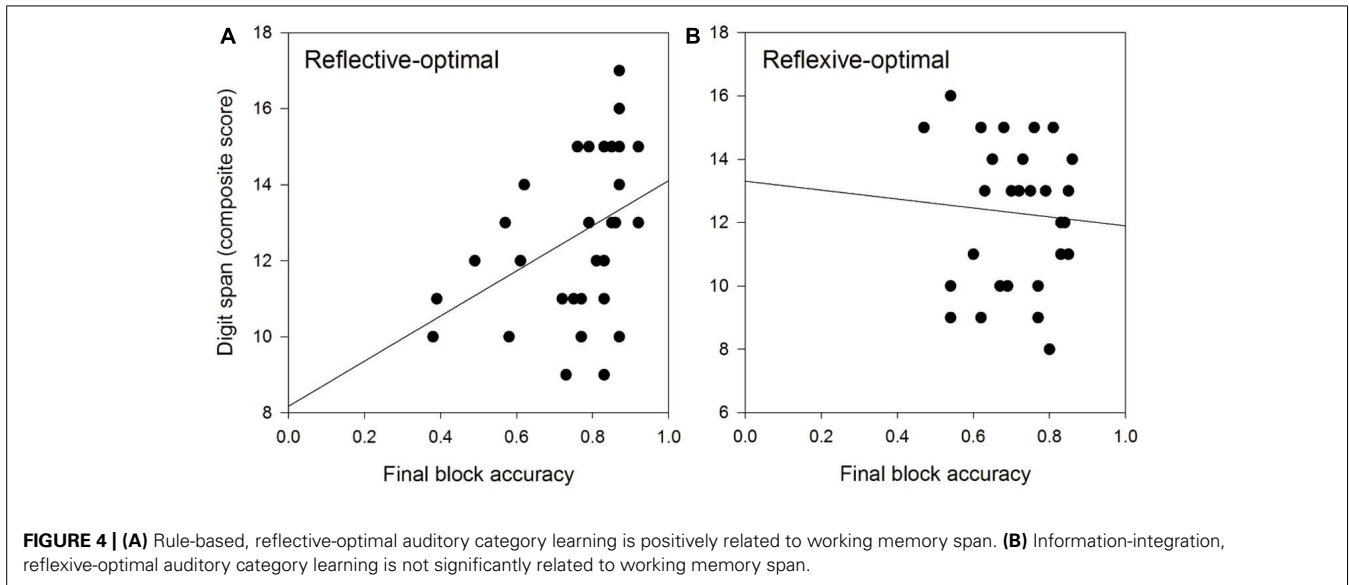 A
Reflective-optimal
Digit span (composite score)
18
16
14
12
10
8
0.0 0.2 0.4 0.6 0.8 1.0
Final block accuracy
B
Reflexive-optimal
18
16
14
12
10
8
6
0.0 0.2 0.4 0.6 0.8 1.0
Final block accuracy
FIGURE 4 | (A) Rule-based, reflective-optimal auditory category learning is positively related to working memory span. (B) Information-integration,
reflexive-optimal auditory category learning is not significantly related to working memory span.